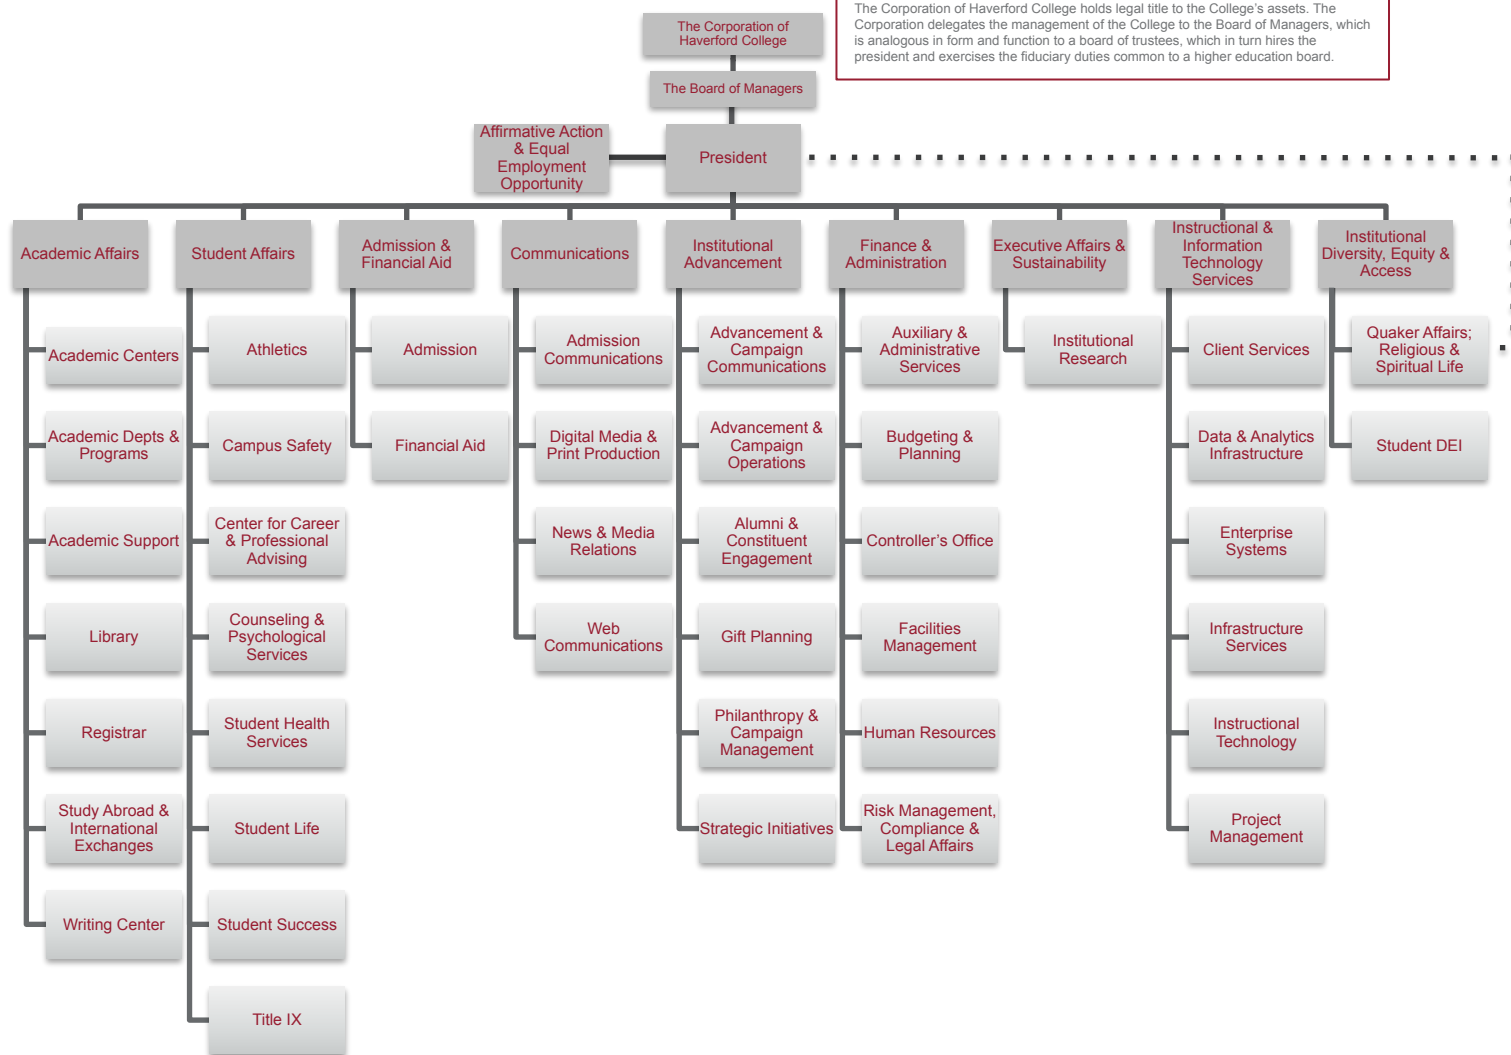 The Corporation of Haverford College holds legal title to the College’s assets. The
Corporation delegates the management of the College to the Board of Managers, which
is analogous in form and function to a board of trustees, which in turn hires the
president and exercises the fiduciary duties common to a higher education board.
The Corporation of
Haverford College
The Board of Managers
Affirmative Action
& Equal
Employment
Opportunity
President
Academic Affairs
Student Affairs
Admission &
Financial Aid
Communications
Institutional
Advancement
Finance &
Administration
Executive Affairs &
Sustainability
Instructional &
Information
Technology
Services
Institutional
Diversity, Equity &
Access
Academic Centers
Academic Depts &
Programs
Academic Support
Library
Registrar
Study Abroad &
International
Exchanges
Writing Center
Athletics
Campus Safety
Center for Career
& Professional
Advising
Counseling &
Psychological
Services
Student Health
Services
Student Life
Student Success
Title IX
Admission
Financial Aid
Admission
Communications
Digital Media &
Print Production
News & Media
Relations
Web
Communications
Advancement &
Campaign
Communications
Advancement &
Campaign
Operations
Alumni &
Constituent
Engagement
Gift Planning
Philanthropy &
Campaign
Management
Strategic Initiatives
Auxiliary &
Administrative
Services
Budgeting &
Planning
Controller’s Office
Facilities
Management
Human Resources
Risk Management,
Compliance &
Legal Affairs
Institutional
Research
Client Services
Data & Analytics
Infrastructure
Enterprise
Systems
Infrastructure
Services
Instructional
Technology
Project
Management
Quaker Affairs;
Religious &
Spiritual Life
Student DEI